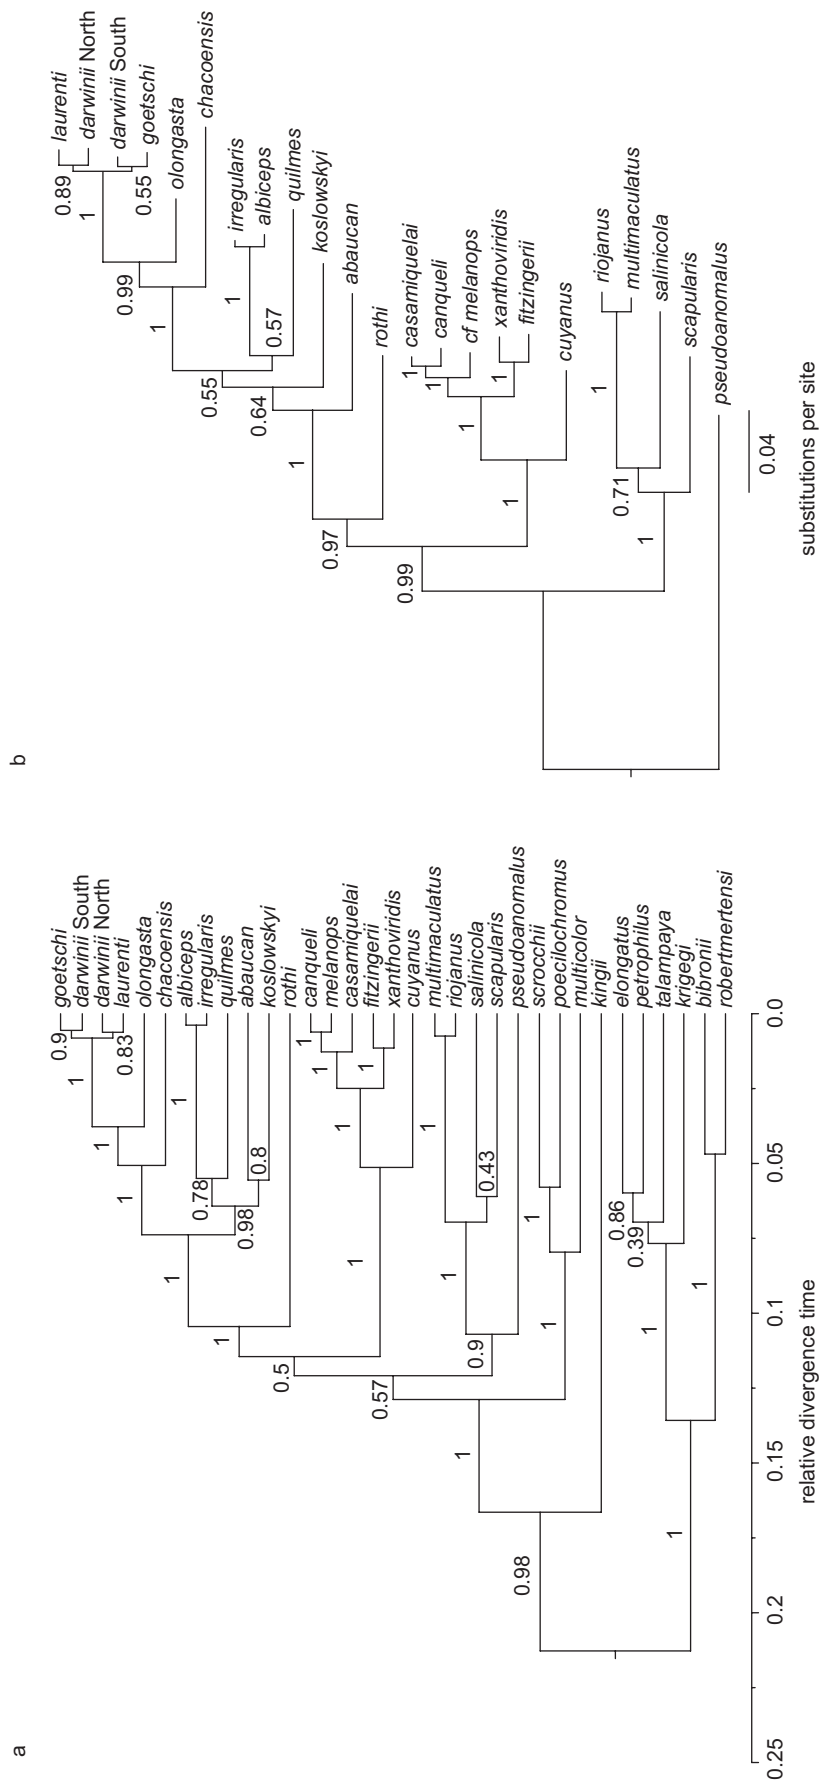 a
goetschi
darwinii South
darwinii North
laurenti
olongasta
chacoensis
albiceps
irregularis
quilmes
abaucan
koslowskyi
rothi
canqueli
melanops
casamiquelai
fitzingerii
xanthoviridis
cuyanus
multimaculatus
riojanus
salinicola
scapularis
pseudoanomalus
scrocchii
poecilochromus
multicolor
kingii
elongatus
petrophilus
talampaya
krigegi
bibronii
robertmertensi
0.9
1
0.83
1
1
1
0.78
0.98
0.8
1
1
1
1
1
1
1
0.5
1
1
0.43
0.9
0.57
1
1
1
0.98
0.86
0.39
1
1
1
0.25
0.2
0.15
0.1
0.05
0.0
relative divergence time
b
laurenti
darwinii North
darwinii South
goetschi
olongasta
chacoensis
irregularis
albiceps
quilmes
koslowskyi
abaucan
rothi
casamiquelai
canqueli
cf melanops
xanthoviridis
fitzingerii
cuyanus
riojanus
multimaculatus
salinicola
scapularis
pseudoanomalus
0.89
1
0.55
0.99
1
1
0.57
0.55
0.64
1
0.97
1
1
1
1
1
0.99
1
0.71
1
0.04
substitutions per site